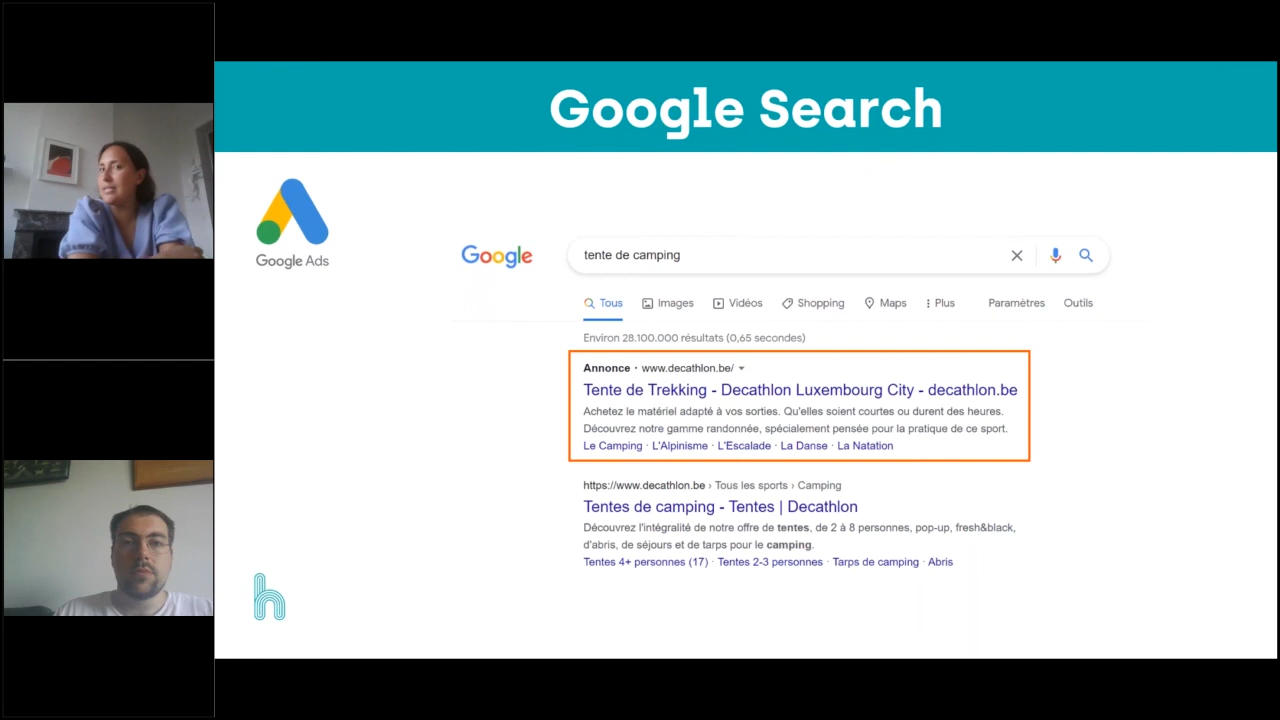 Google Search
Google Ads
Google
tente de camping
Tous Images Vidéos Shopping Maps Plus Paramètres Outils
Environ 28.100.000 résultats (0,65 secondes)
Annonce · www.decathlon.be/
Tente de Trekking - Decathlon Luxembourg City - decathlon.be
Achetez le matériel adapté à vos sorties. Qu'elles soient courtes ou durent des heures.
Découvrez notre gamme randonnée, spécialement pensée pour la pratique de ce sport.
Le Camping · L'Alpinisme · L'Escalade · La Danse · La Natation
https://www.decathlon.be › Tous les sports › Camping
Tentes de camping - Tentes | Decathlon
Découvrez l'intégralité de notre offre de tentes, de 2 à 8 personnes, pop-up, fresh&black,
d'abris, de séjours et de tarps pour le camping.
Tentes 4+ personnes (17) · Tentes 2-3 personnes · Tarps de camping · Abris
h